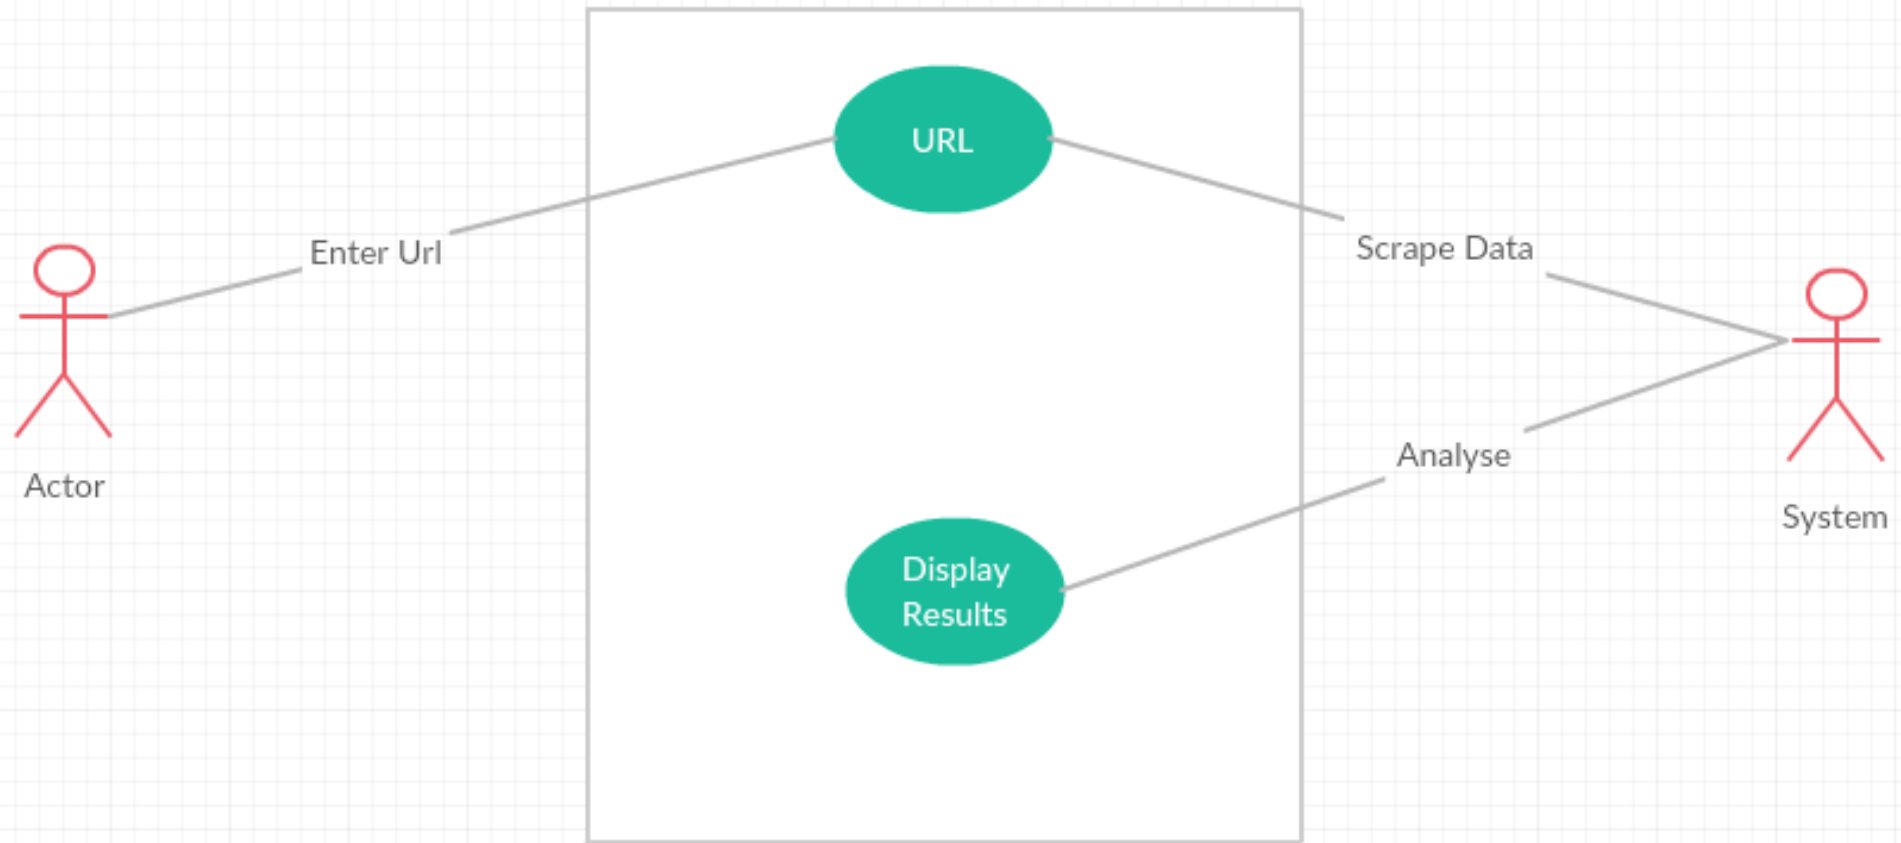 URL
Enter Url
Scrape Data
Actor
Analyse
System
Display
Results